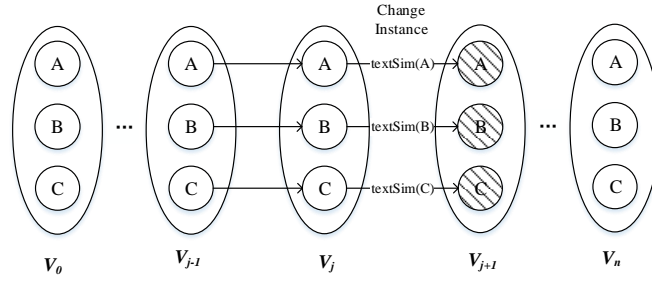 Change
Instance
A A A textSim(A) A A
... ...
B B B textSim(B) B B
C C C textSim(C) C C
V0 Vj-1 Vj Vj+1 Vn